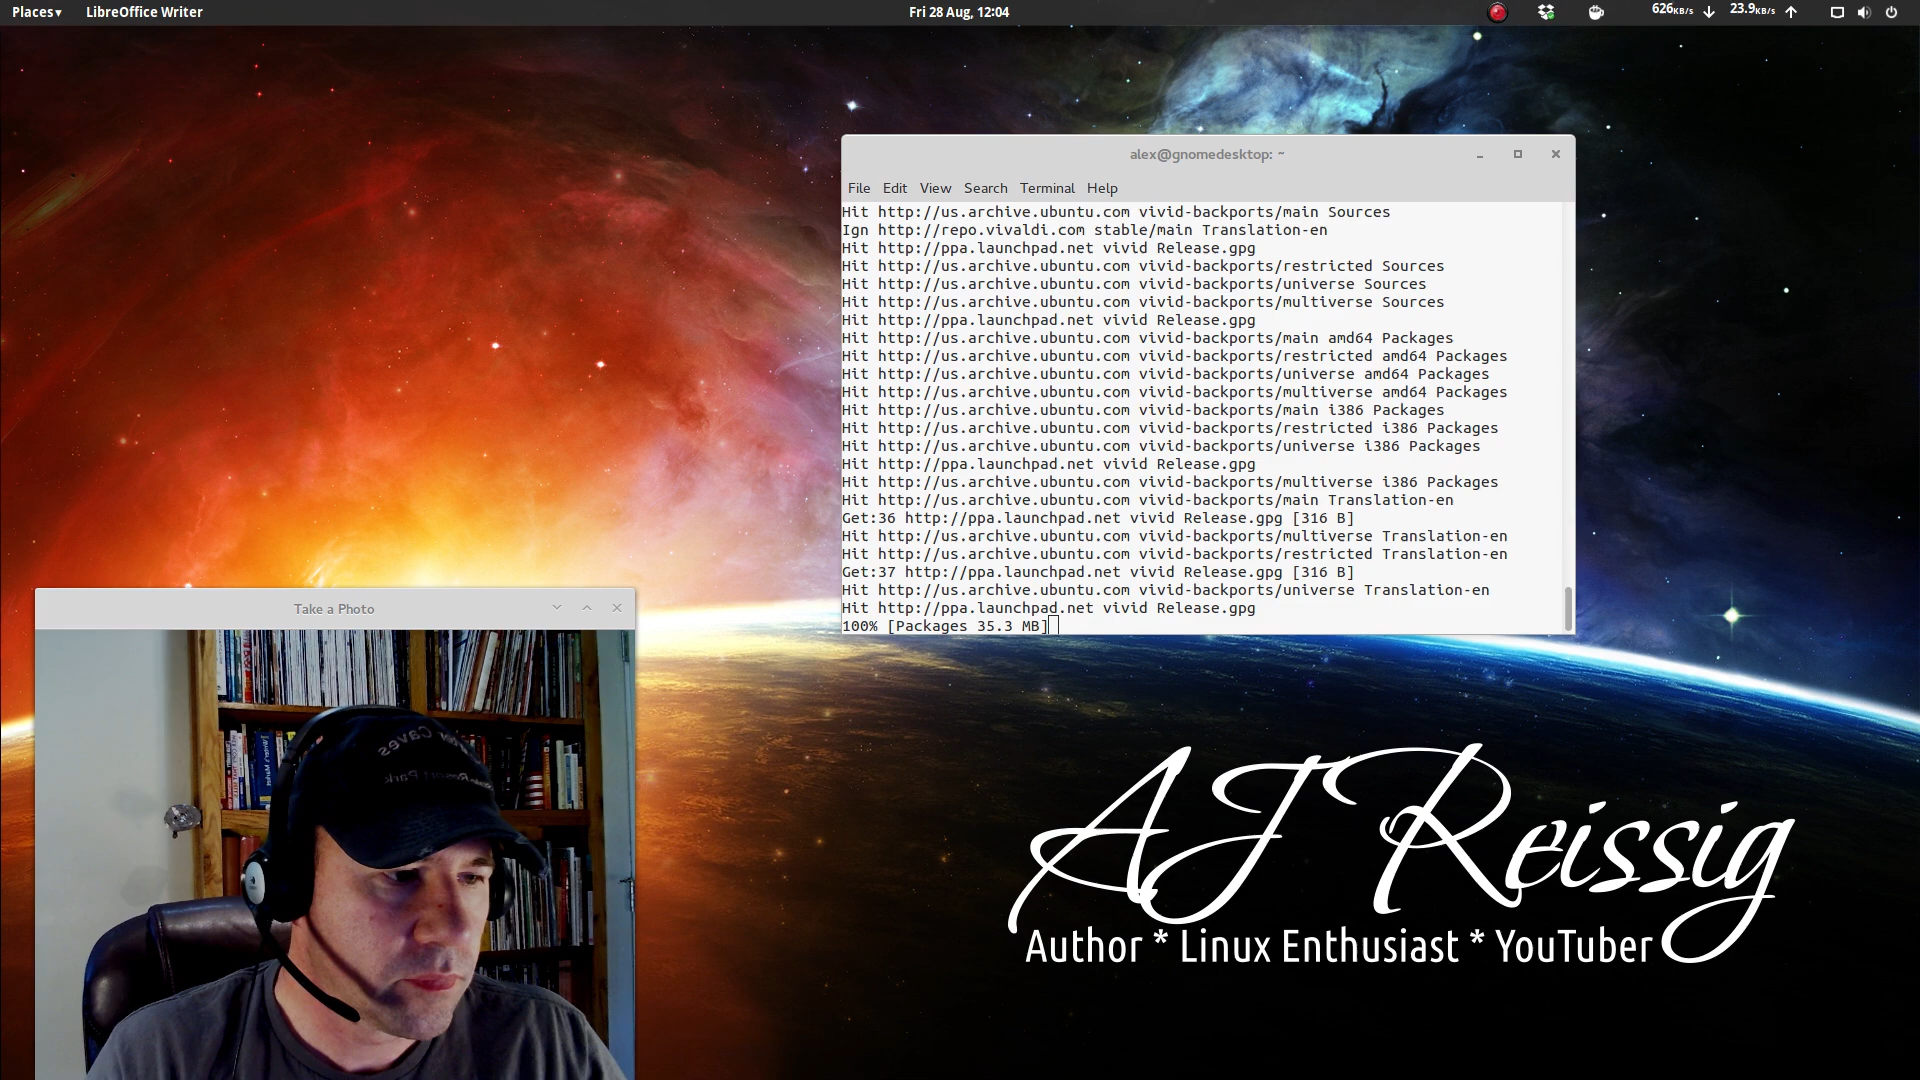 Places▾ LibreOffice Writer Fri 28 Aug, 12:04 626KB/s 23.9KB/s
alex@gnomedesktop: ~
File Edit View Search Terminal Help
Hit http://us.archive.ubuntu.com vivid-backports/main Sources
Ign http://repo.vivaldi.com stable/main Translation-en
Hit http://ppa.launchpad.net vivid Release.gpg
Hit http://us.archive.ubuntu.com vivid-backports/restricted Sources
Hit http://us.archive.ubuntu.com vivid-backports/universe Sources
Hit http://us.archive.ubuntu.com vivid-backports/multiverse Sources
Hit http://ppa.launchpad.net vivid Release.gpg
Hit http://us.archive.ubuntu.com vivid-backports/main amd64 Packages
Hit http://us.archive.ubuntu.com vivid-backports/restricted amd64 Packages
Hit http://us.archive.ubuntu.com vivid-backports/universe amd64 Packages
Hit http://us.archive.ubuntu.com vivid-backports/multiverse amd64 Packages
Hit http://us.archive.ubuntu.com vivid-backports/main i386 Packages
Hit http://us.archive.ubuntu.com vivid-backports/restricted i386 Packages
Hit http://us.archive.ubuntu.com vivid-backports/universe i386 Packages
Hit http://ppa.launchpad.net vivid Release.gpg
Hit http://us.archive.ubuntu.com vivid-backports/multiverse i386 Packages
Hit http://us.archive.ubuntu.com vivid-backports/main Translation-en
Get:36 http://ppa.launchpad.net vivid Release.gpg [316 B]
Hit http://us.archive.ubuntu.com vivid-backports/multiverse Translation-en
Hit http://us.archive.ubuntu.com vivid-backports/restricted Translation-en
Get:37 http://ppa.launchpad.net vivid Release.gpg [316 B]
Hit http://us.archive.ubuntu.com vivid-backports/universe Translation-en
Hit http://ppa.launchpad.net vivid Release.gpg
100% [Packages 35.3 MB]
Take a Photo
Caves
Resort Park
AJ Reissig
Author * Linux Enthusiast * YouTuber